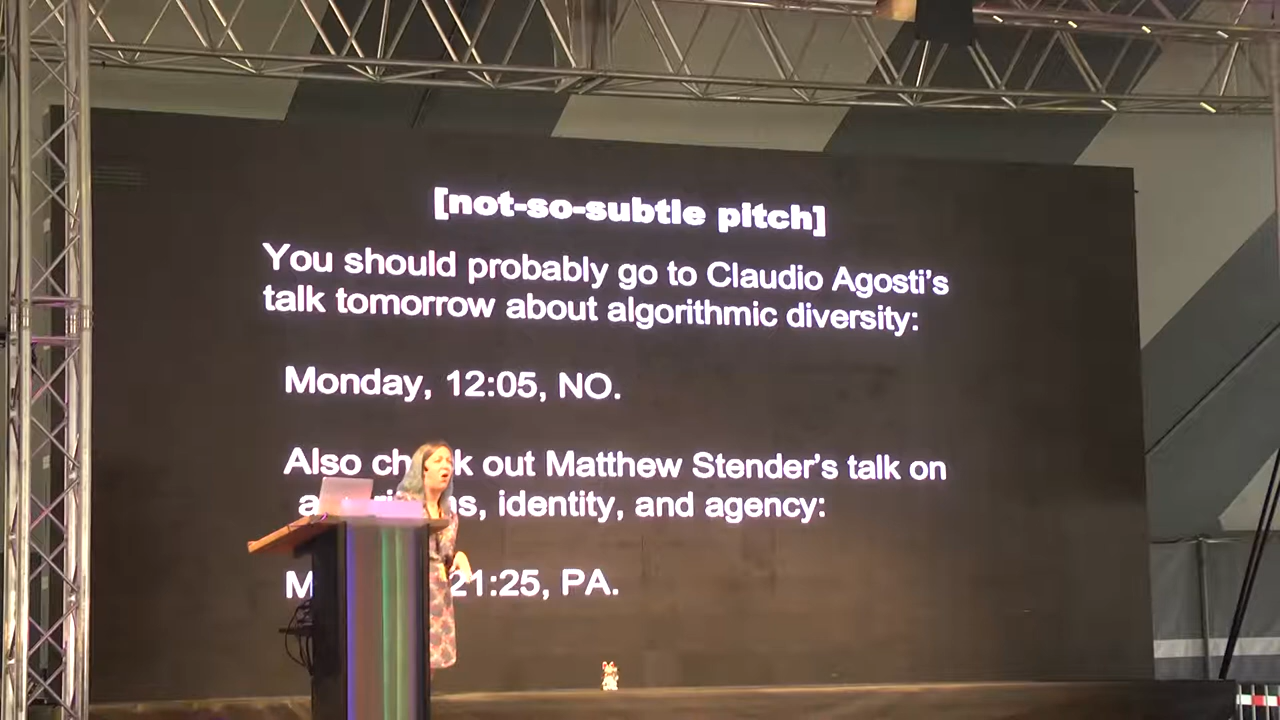 [not-so-subtle pitch]
You should probably go to Claudio Agosti's
talk tomorrow about algorithmic diversity:
Monday, 12:05, NO.
Also out Matthew Stender's talk on
identity, and agency:
21:25, PA.